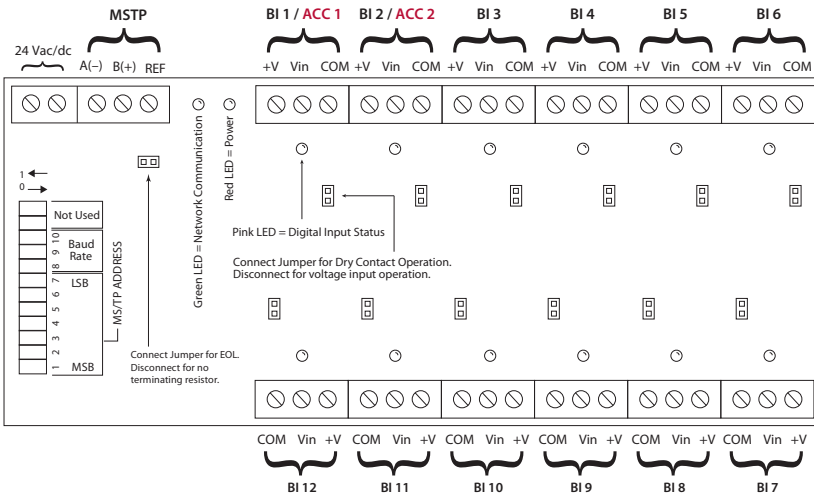 MSTP
BI 1 / ACC 1
BI 2 / ACC 2
BI 3
BI 4
BI 5
BI 6
24 Vac/dc
A(–) B(+) REF
+V Vin COM +V Vin COM +V Vin COM +V Vin COM +V Vin COM +V Vin COM
Green LED = Network Communication
Red LED = Power
1
0
Not Used
Baud
Rate
LSB
MSB
10
9
8
7
6
5
4
3
2
1
MS/TP ADDRESS
Pink LED = Digital Input Status
Connect Jumper for Dry Contact Operation.
Disconnect for voltage input operation.
Connect Jumper for EOL.
Disconnect for no
terminating resistor.
COM Vin +V COM Vin +V COM Vin +V COM Vin +V COM Vin +V COM Vin +V
BI 12
BI 11
BI 10
BI 9
BI 8
BI 7